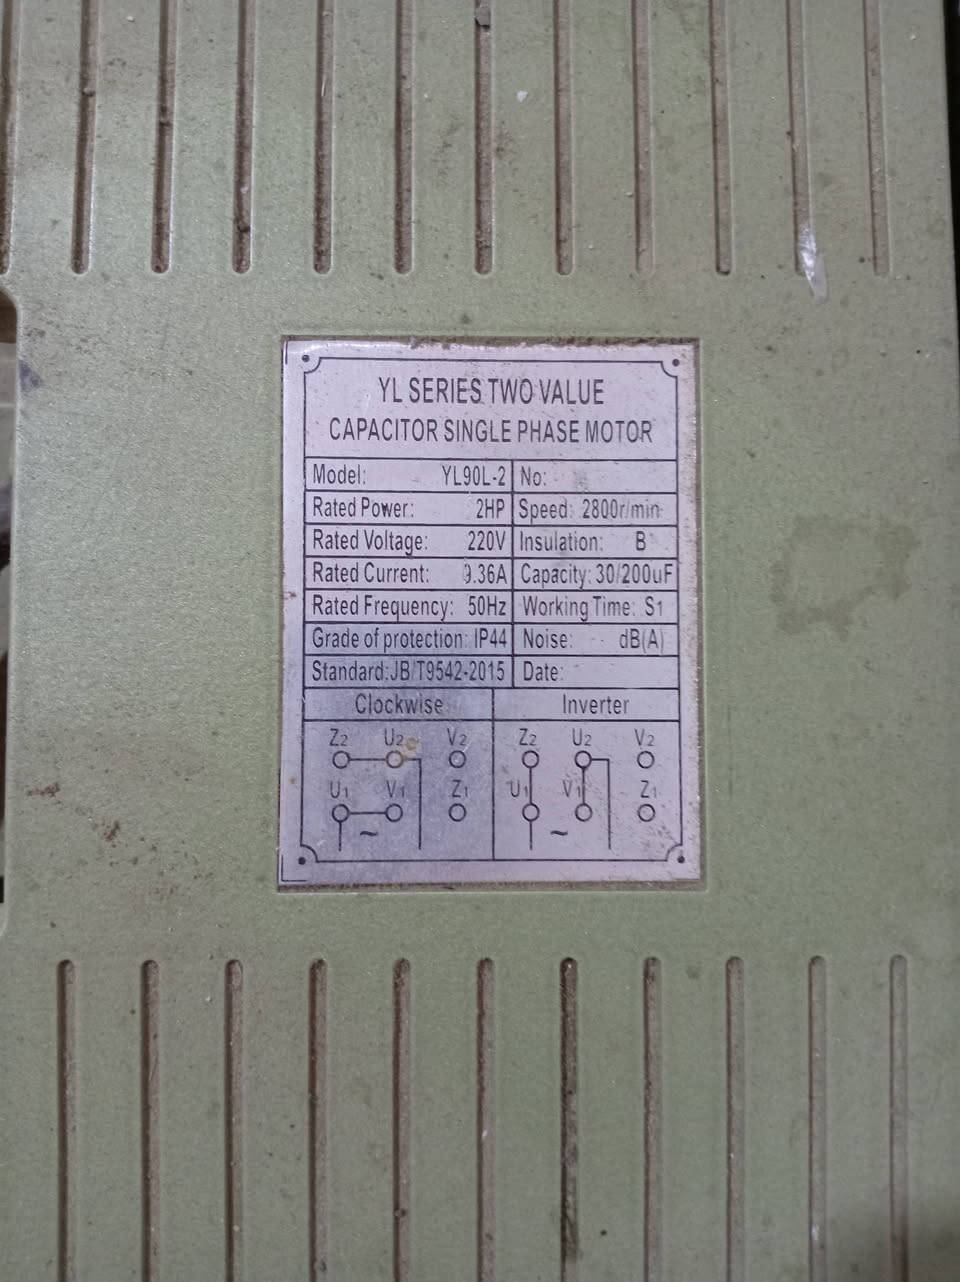 YL SERIES TWO VALUE
CAPACITOR SINGLE PHASE MOTOR
Model: YL90L-2 No:
Rated Power: 2HP Speed: 2800r/min
Rated Voltage: 220V Insulation: B
Rated Current: 9.36A Capacity: 30/200uF
Rated Frequency: 50Hz Working Time: S1
Grade of protection: IP44 Noise: dB(A)
Standard:JB/T9542-2015 Date:
Clockwise Inverter
Z2 U2 V2 Z2 U2 V2
U1 V1 Z1 U1 V1 Z1
~ ~